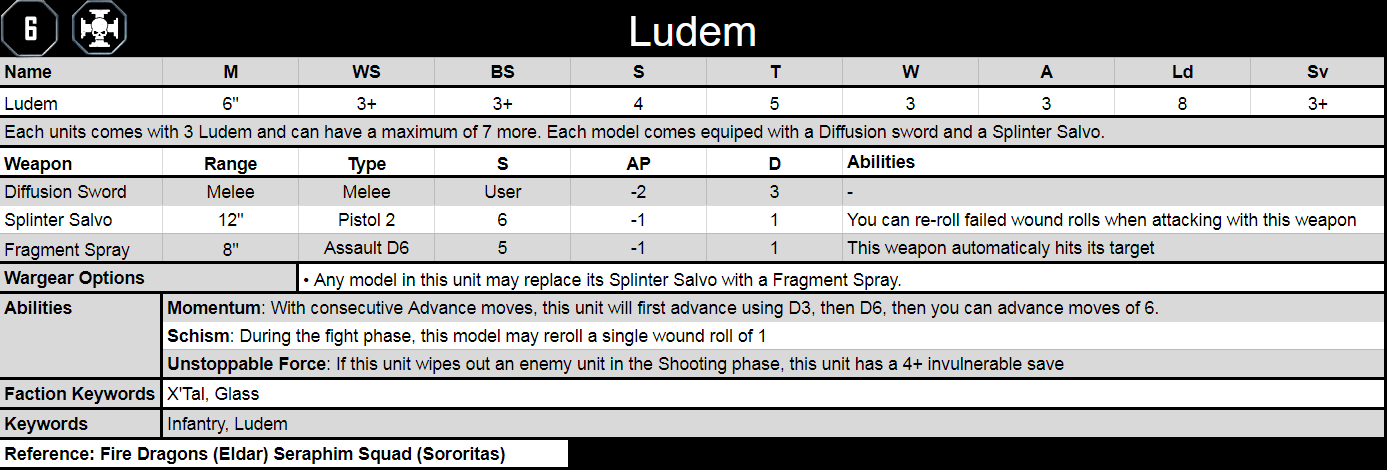 6 Ludem
Name M WS BS S T W A Ld Sv
Ludem 6" 3+ 3+ 4 5 3 3 8 3+
Each units comes with 3 Ludem and can have a maximum of 7 more. Each model comes equiped with a Diffusion sword and a Splinter Salvo.
Weapon Range Type S AP D Abilities
Diffusion Sword Melee Melee User -2 3 -
Splinter Salvo 12" Pistol 2 6 -1 1 You can re-roll failed wound rolls when attacking with this weapon
Fragment Spray 8" Assault D6 5 -1 1 This weapon automaticaly hits its target
Wargear Options • Any model in this unit may replace its Splinter Salvo with a Fragment Spray.
Abilities Momentum: With consecutive Advance moves, this unit will first advance using D3, then D6, then you can advance moves of 6.
Schism: During the fight phase, this model may reroll a single wound roll of 1
Unstoppable Force: If this unit wipes out an enemy unit in the Shooting phase, this unit has a 4+ invulnerable save
Faction Keywords X'Tal, Glass
Keywords Infantry, Ludem
Reference: Fire Dragons (Eldar) Seraphim Squad (Sororitas)